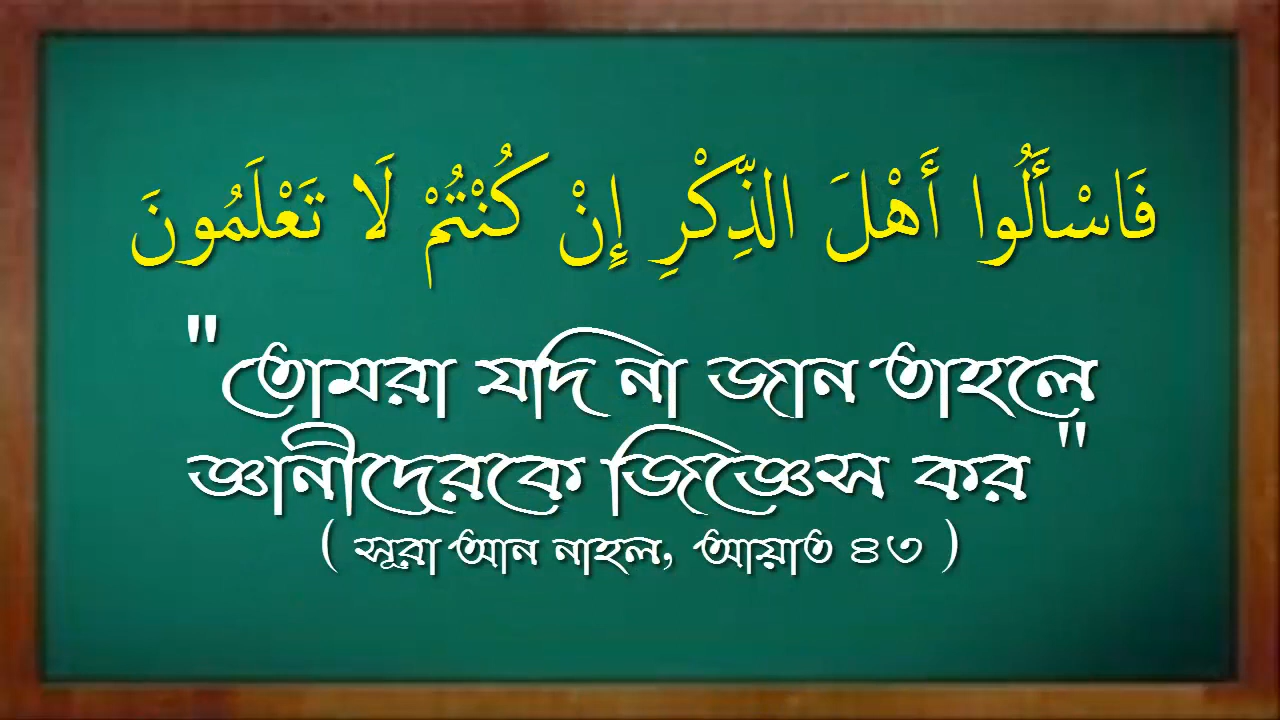 فَاسْأَلُوا أَهْلَ الذِّكْرِ إِنْ كُنْتُمْ لَا تَعْلَمُونَ
"তোমরা যদি না জান তাহলে
জ্ঞানীদেরকে জিজ্ঞেস কর"
( সূরা আন নাহল, আয়াত ৪৩ )